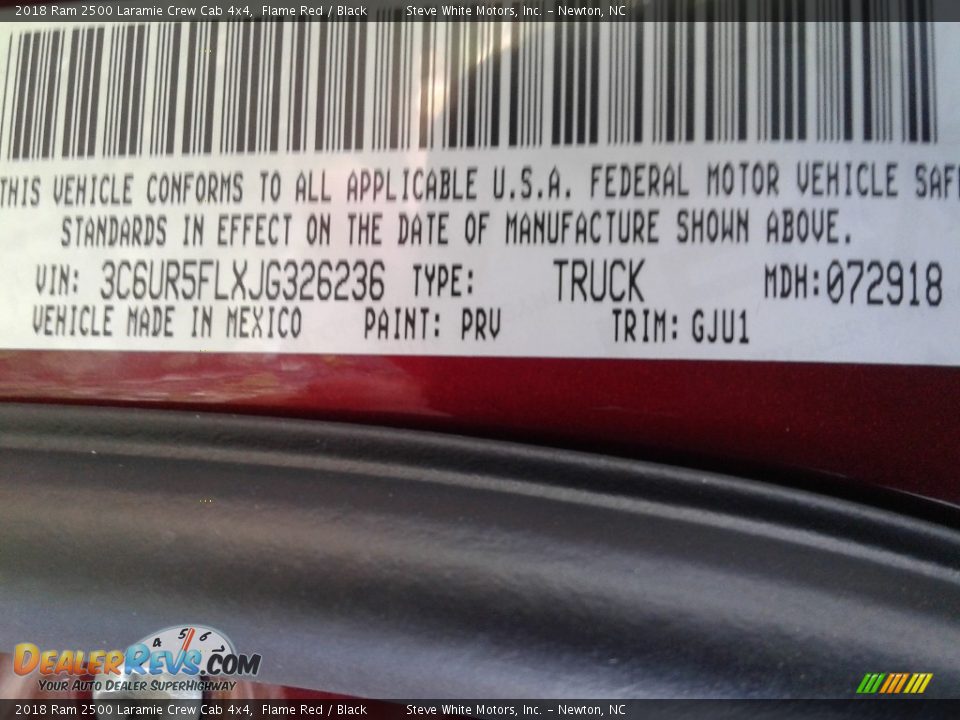 2018 Ram 2500 Laramie Crew Cab 4x4, Flame Red / Black Steve White Motors, Inc. - Newton, NC
THIS VEHICLE CONFORMS TO ALL APPLICABLE U.S.A. FEDERAL MOTOR VEHICLE SAF
STANDARDS IN EFFECT ON THE DATE OF MANUFACTURE SHOWN ABOVE.
VIN: 3C6UR5FLXJG326236 TYPE: TRUCK MDH:072918
VEHICLE MADE IN MEXICO PAINT: PRV TRIM: GJU1
4 5 6
DealerRevs.com
Your Auto Dealer SuperHighway
2018 Ram 2500 Laramie Crew Cab 4x4, Flame Red / Black Steve White Motors, Inc. - Newton, NC